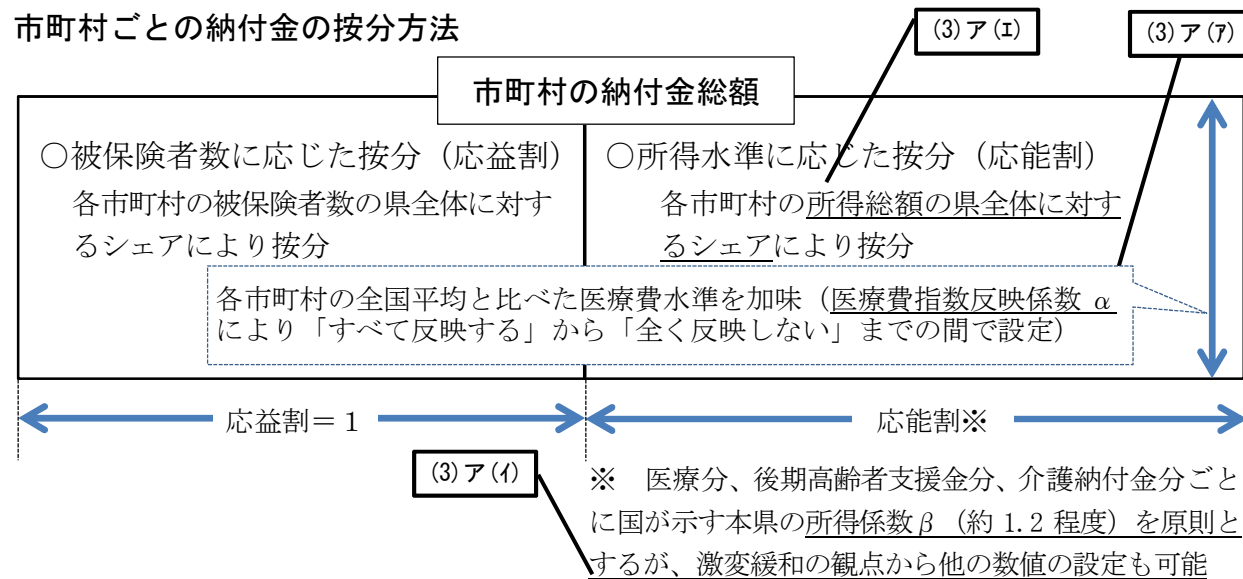 市町村ごとの納付金の按分方法
(3)ア(エ)
(3)ア(ア)
市町村の納付金総額
○被保険者数に応じた按分（応益割）
各市町村の被保険者数の県全体に対す
るシェアにより按分
○所得水準に応じた按分（応能割）
各市町村の所得総額の県全体に対す
るシェアにより按分
各市町村の全国平均と比べた医療費水準を加味（医療費指数反映係数 α
により「すべて反映する」から「全く反映しない」までの間で設定）
応益割＝１
応能割※
(3)ア(イ)
※　医療分、後期高齢者支援金分、介護納付金分ごと
に国が示す本県の所得係数β（約 1.2 程度）を原則と
するが、激変緩和の観点から他の数値の設定も可能